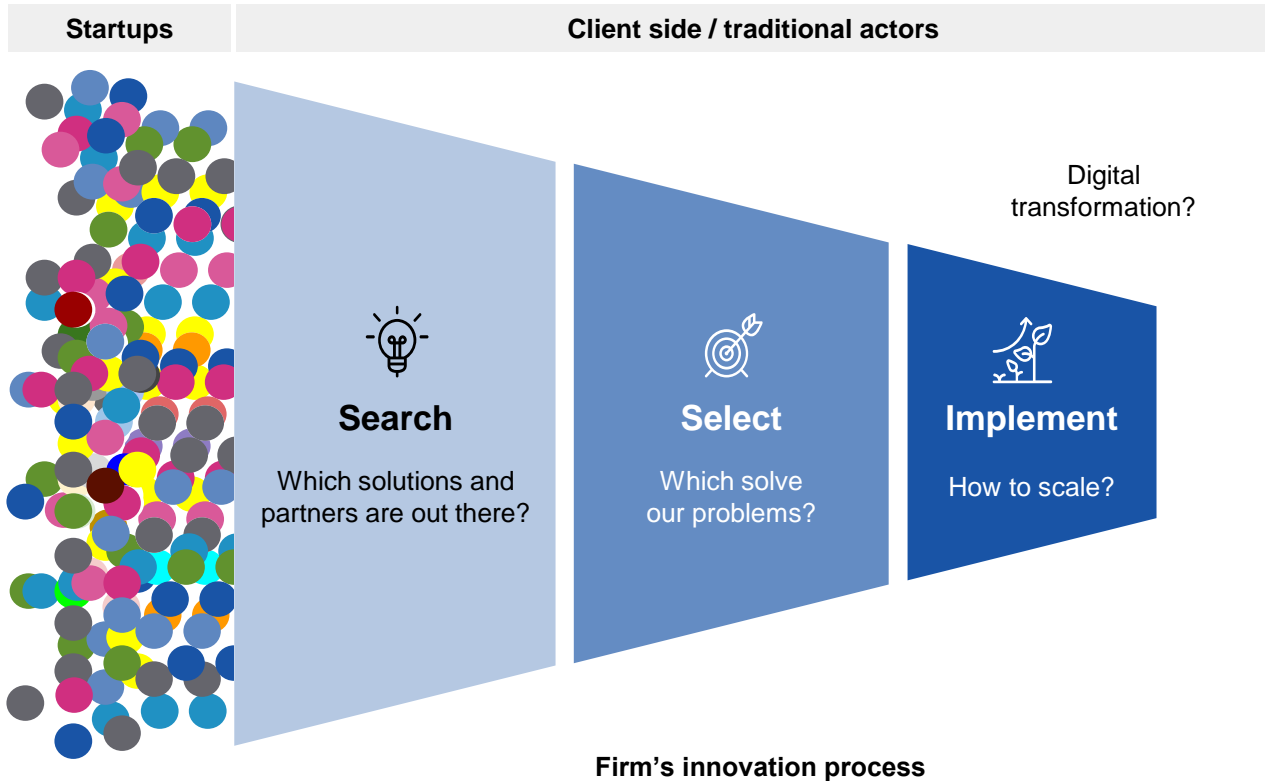 Startups
Client side / traditional actors
Digital
transformation?
Search
Which solutions and
partners are out there?
Select
Which solve
our problems?
Implement
How to scale?
Firm’s innovation process